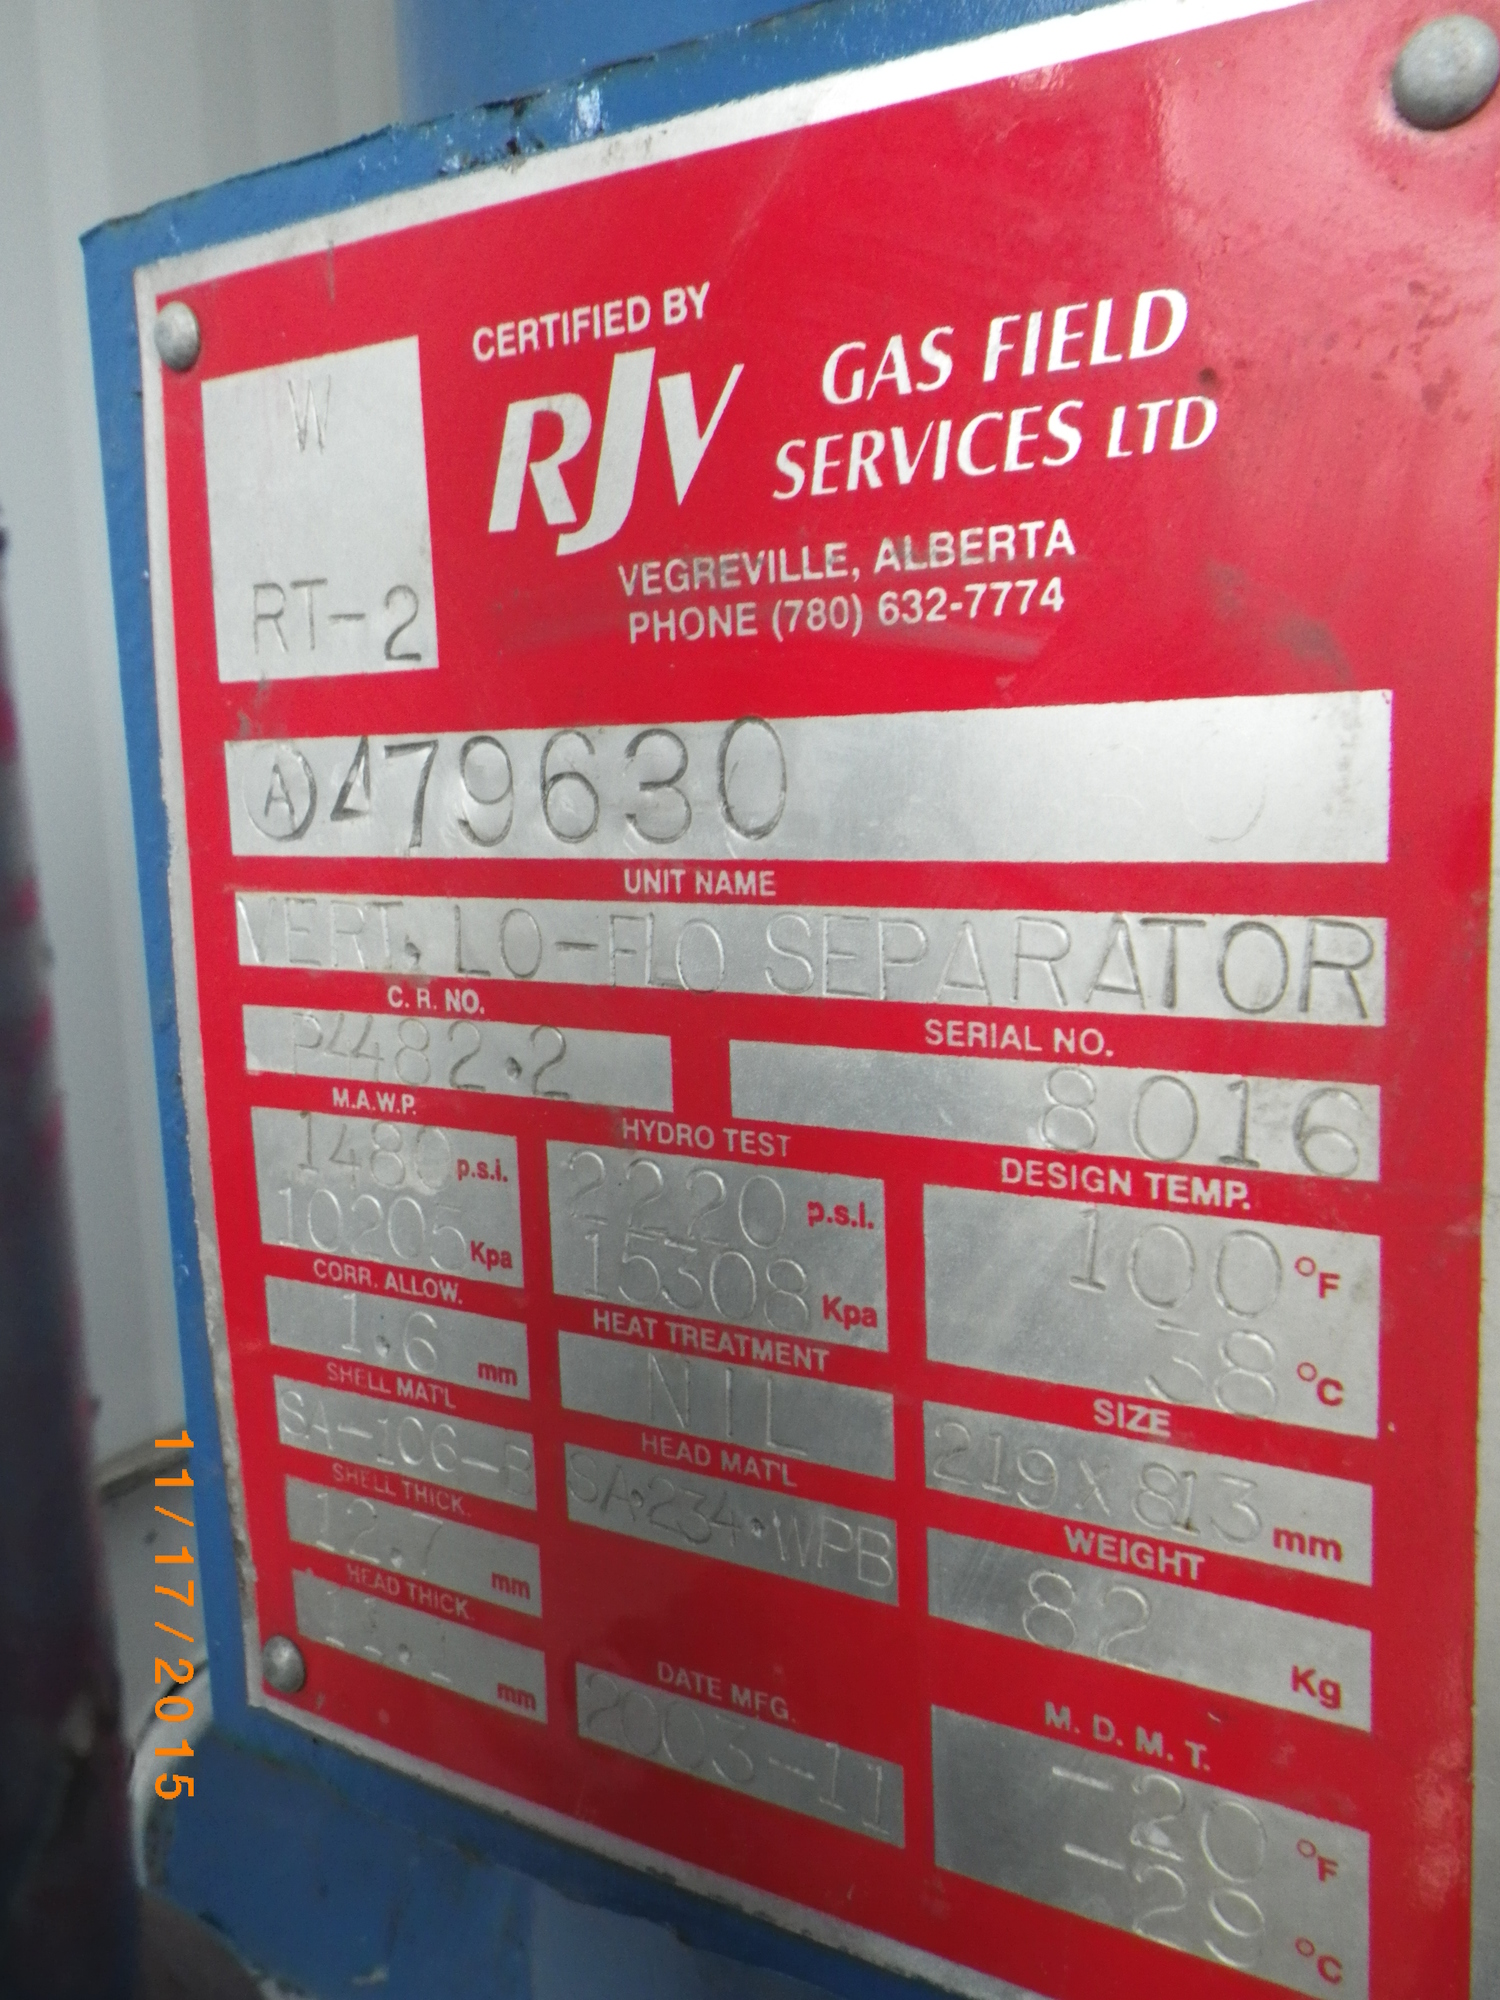 CERTIFIED BY
RJV GAS FIELD
SERVICES LTD
VEGREVILLE, ALBERTA
PHONE (780) 632-7774
W
RT-2
A 479630
UNIT NAME
VERT. LO-FLO SEPARATOR
C. R. NO.
P4482.2
SERIAL NO.
8016
M.A.W.P.
1480 p.s.i.
10205 Kpa
HYDRO TEST
2220 p.s.i.
15308 Kpa
DESIGN TEMP.
100 °F
38 °C
CORR. ALLOW.
1.6 mm
HEAT TREATMENT
NIL
SIZE
219 X 813 mm
SHELL MAT'L
SA-106-B
HEAD MAT'L
SA.234.WPB
WEIGHT
82 Kg
SHELL THICK.
12.7 mm
HEAD THICK.
mm
DATE MFG.
2003-11
M. D. M. T.
-20 °F
-29 °C
11/17/2015